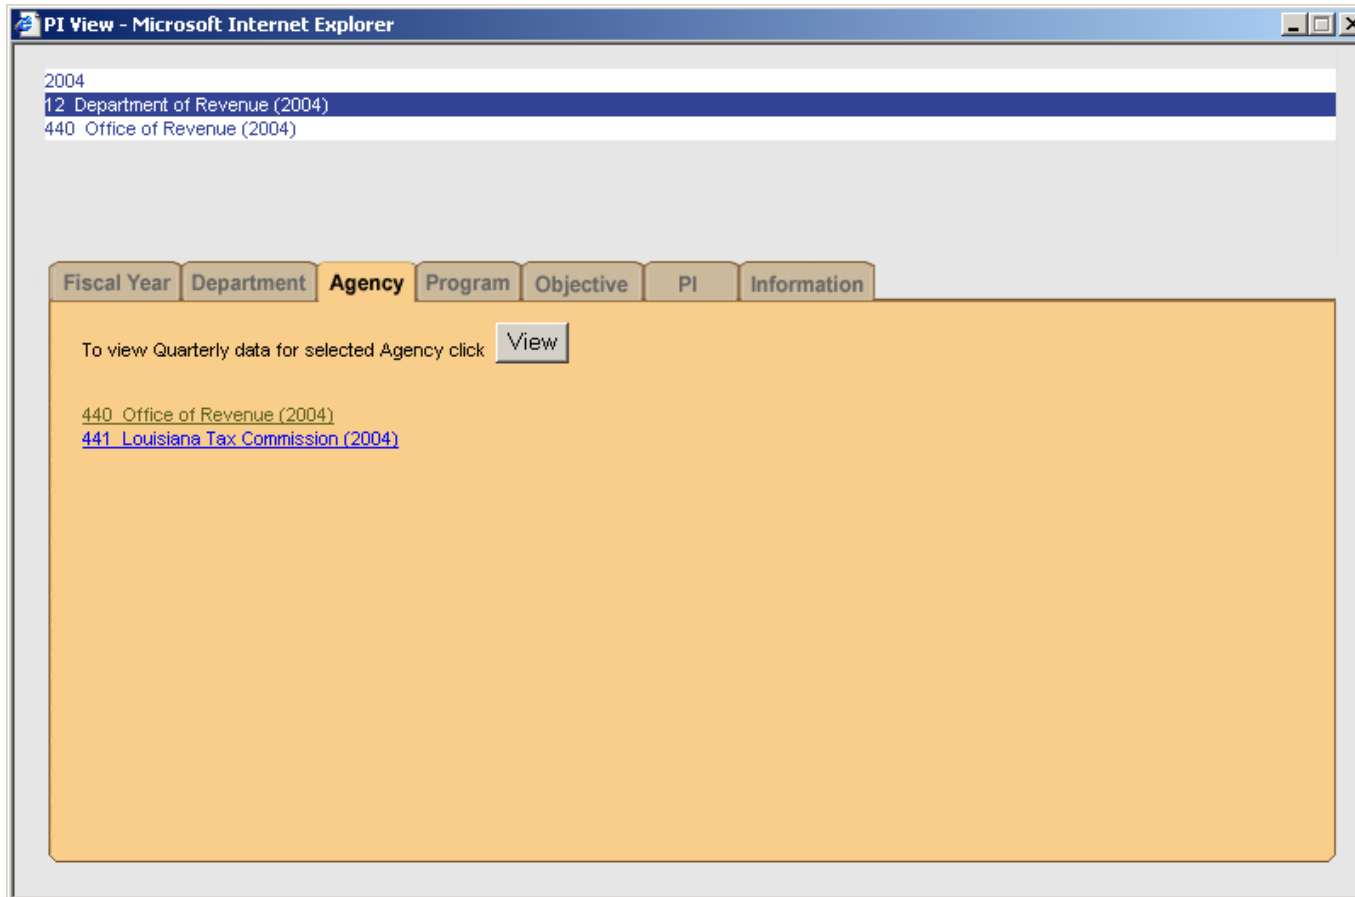 PI View - Microsoft Internet Explorer
2004
12 Department of Revenue (2004)
440 Office of Revenue (2004)
Fiscal Year Department Agency Program Objective PI Information
To view Quarterly data for selected Agency click View
440 Office of Revenue (2004)
441 Louisiana Tax Commission (2004)